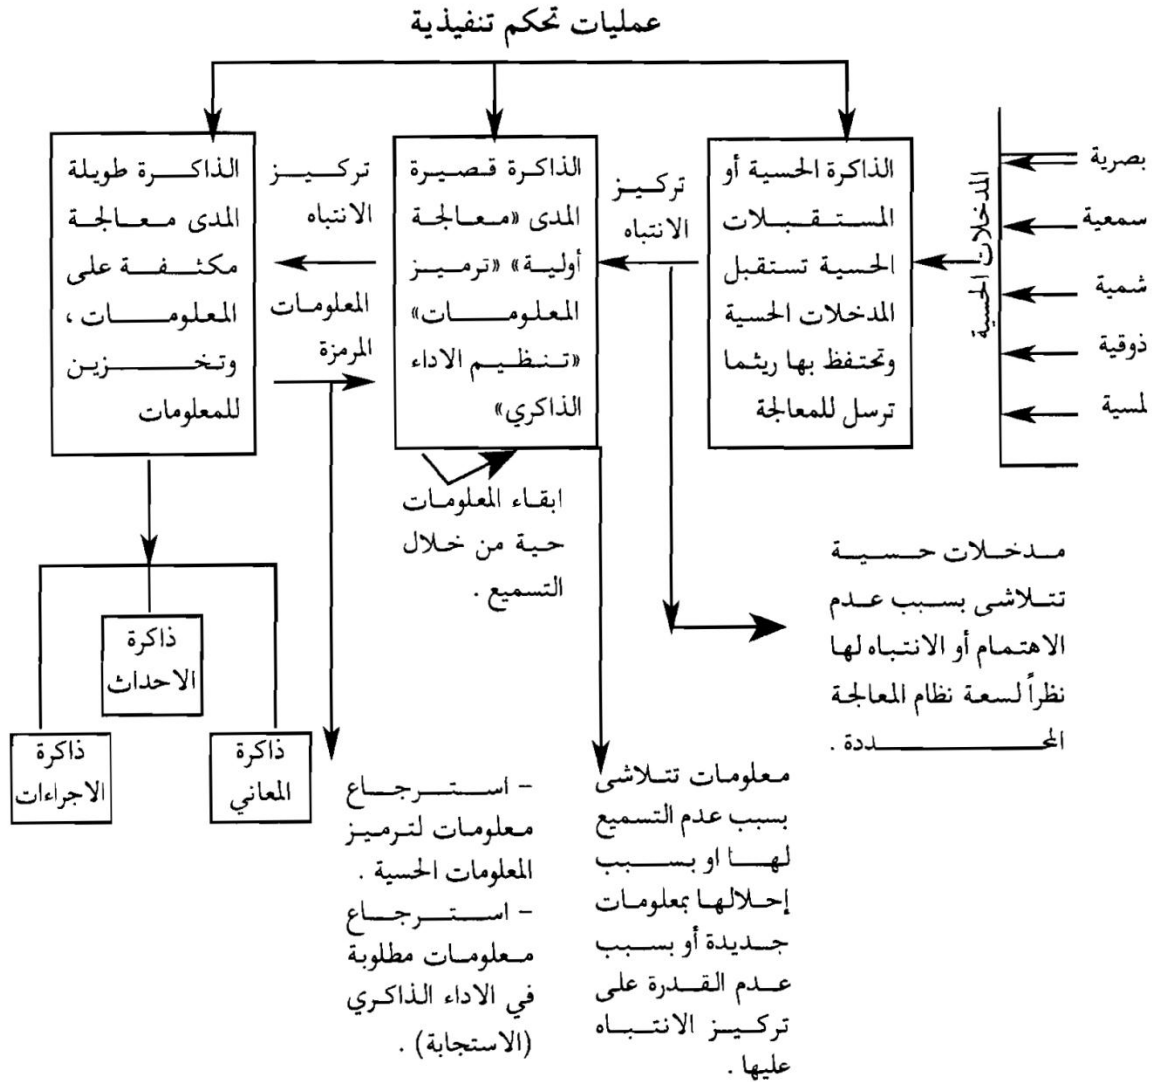 عمليات تحكم تنفيذية
بصرية
سمعية
شمية
ذوقية
لمسية
المدخلات الحسية
الذاكرة الحسية أو
المستقبلات
الحسية تستقبل
المدخلات الحسية
وتحتفظ بها ريثما
ترسل للمعالجة
تركيز
الانتباه
الذاكرة قصيرة
المدى «معالجة
أولية» «ترميز
المعلومات»
«تنظيم الاداء
الذاكري»
تركيز
الانتباه
المعلومات
المرمزة
الذاكرة طويلة
المدى معالجة
مكثفة على
المعلومات ،
وتخزين
للمعلومات
ابقاء المعلومات
حية من خلال
التسميع .
مدخلات حسية
تتلاشى بسبب عدم
الاهتمام أو الانتباه لها
نظراً لسعة نظام المعالجة
المحددة .
ذاكرة
الاحداث
ذاكرة
المعاني
ذاكرة
الاجراءات
معلومات تتلاشى
بسبب عدم التسميع
لها او بسبب
إحلالها بمعلومات
جديدة أو بسبب
عدم القدرة على
تركيز الانتباه
عليها .
– استرجاع
معلومات لترميز
المعلومات الحسية .
– استرجاع
معلومات مطلوبة
في الاداء الذاكري
(الاستجابة) .